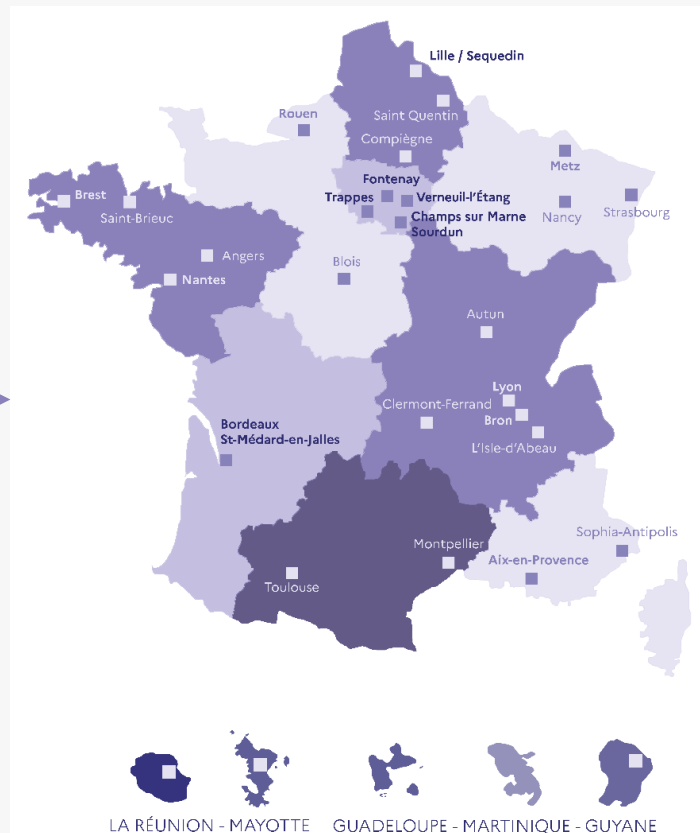 Lille / Sequedin
Rouen
Saint Quentin
Compiègne
Metz
Fontenay
Trappes
Verneuil-l'Étang
Brest
Saint-Brieuc
Champs sur Marne
Sourdun
Nancy
Strasbourg
Angers
Blois
Nantes
Autun
Lyon
Clermont-Ferrand
Bron
Bordeaux
St-Médard-en-Jalles
L'Isle-d'Abeau
Sophia-Antipolis
Montpellier
Aix-en-Provence
Toulouse
LA RÉUNION - MAYOTTE
GUADELOUPE - MARTINIQUE - GUYANE